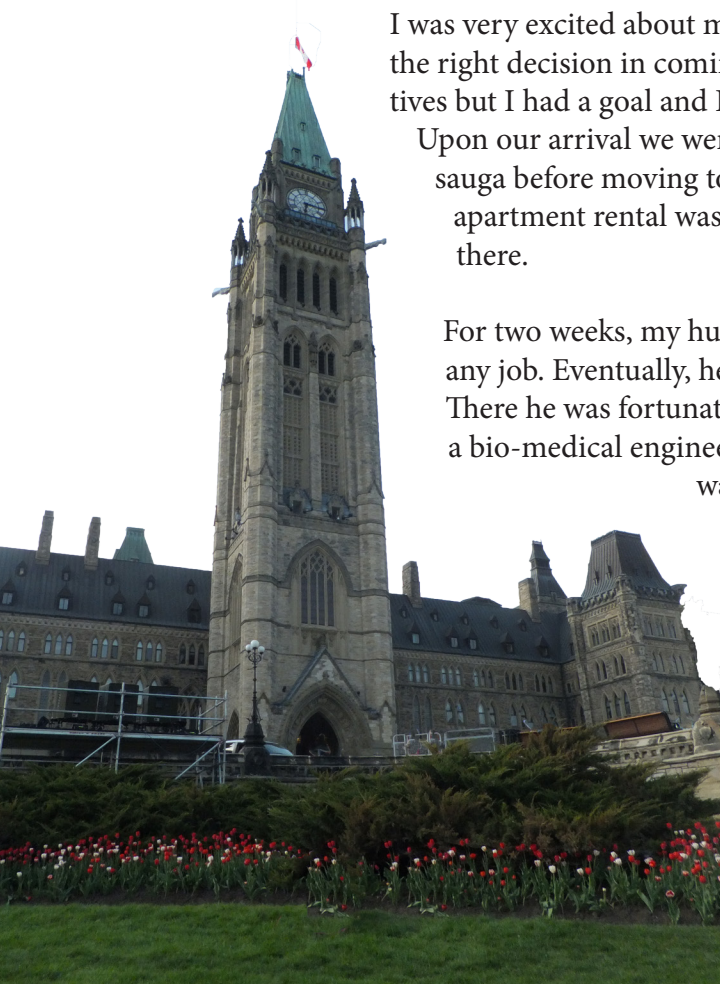 I was very excited about m
the right decision in comi
tives but I had a goal and I
Upon our arrival we wer
sauga before moving to
apartment rental was
there.
For two weeks, my hu
any job. Eventually, he
There he was fortunat
a bio-medical enginee
wa